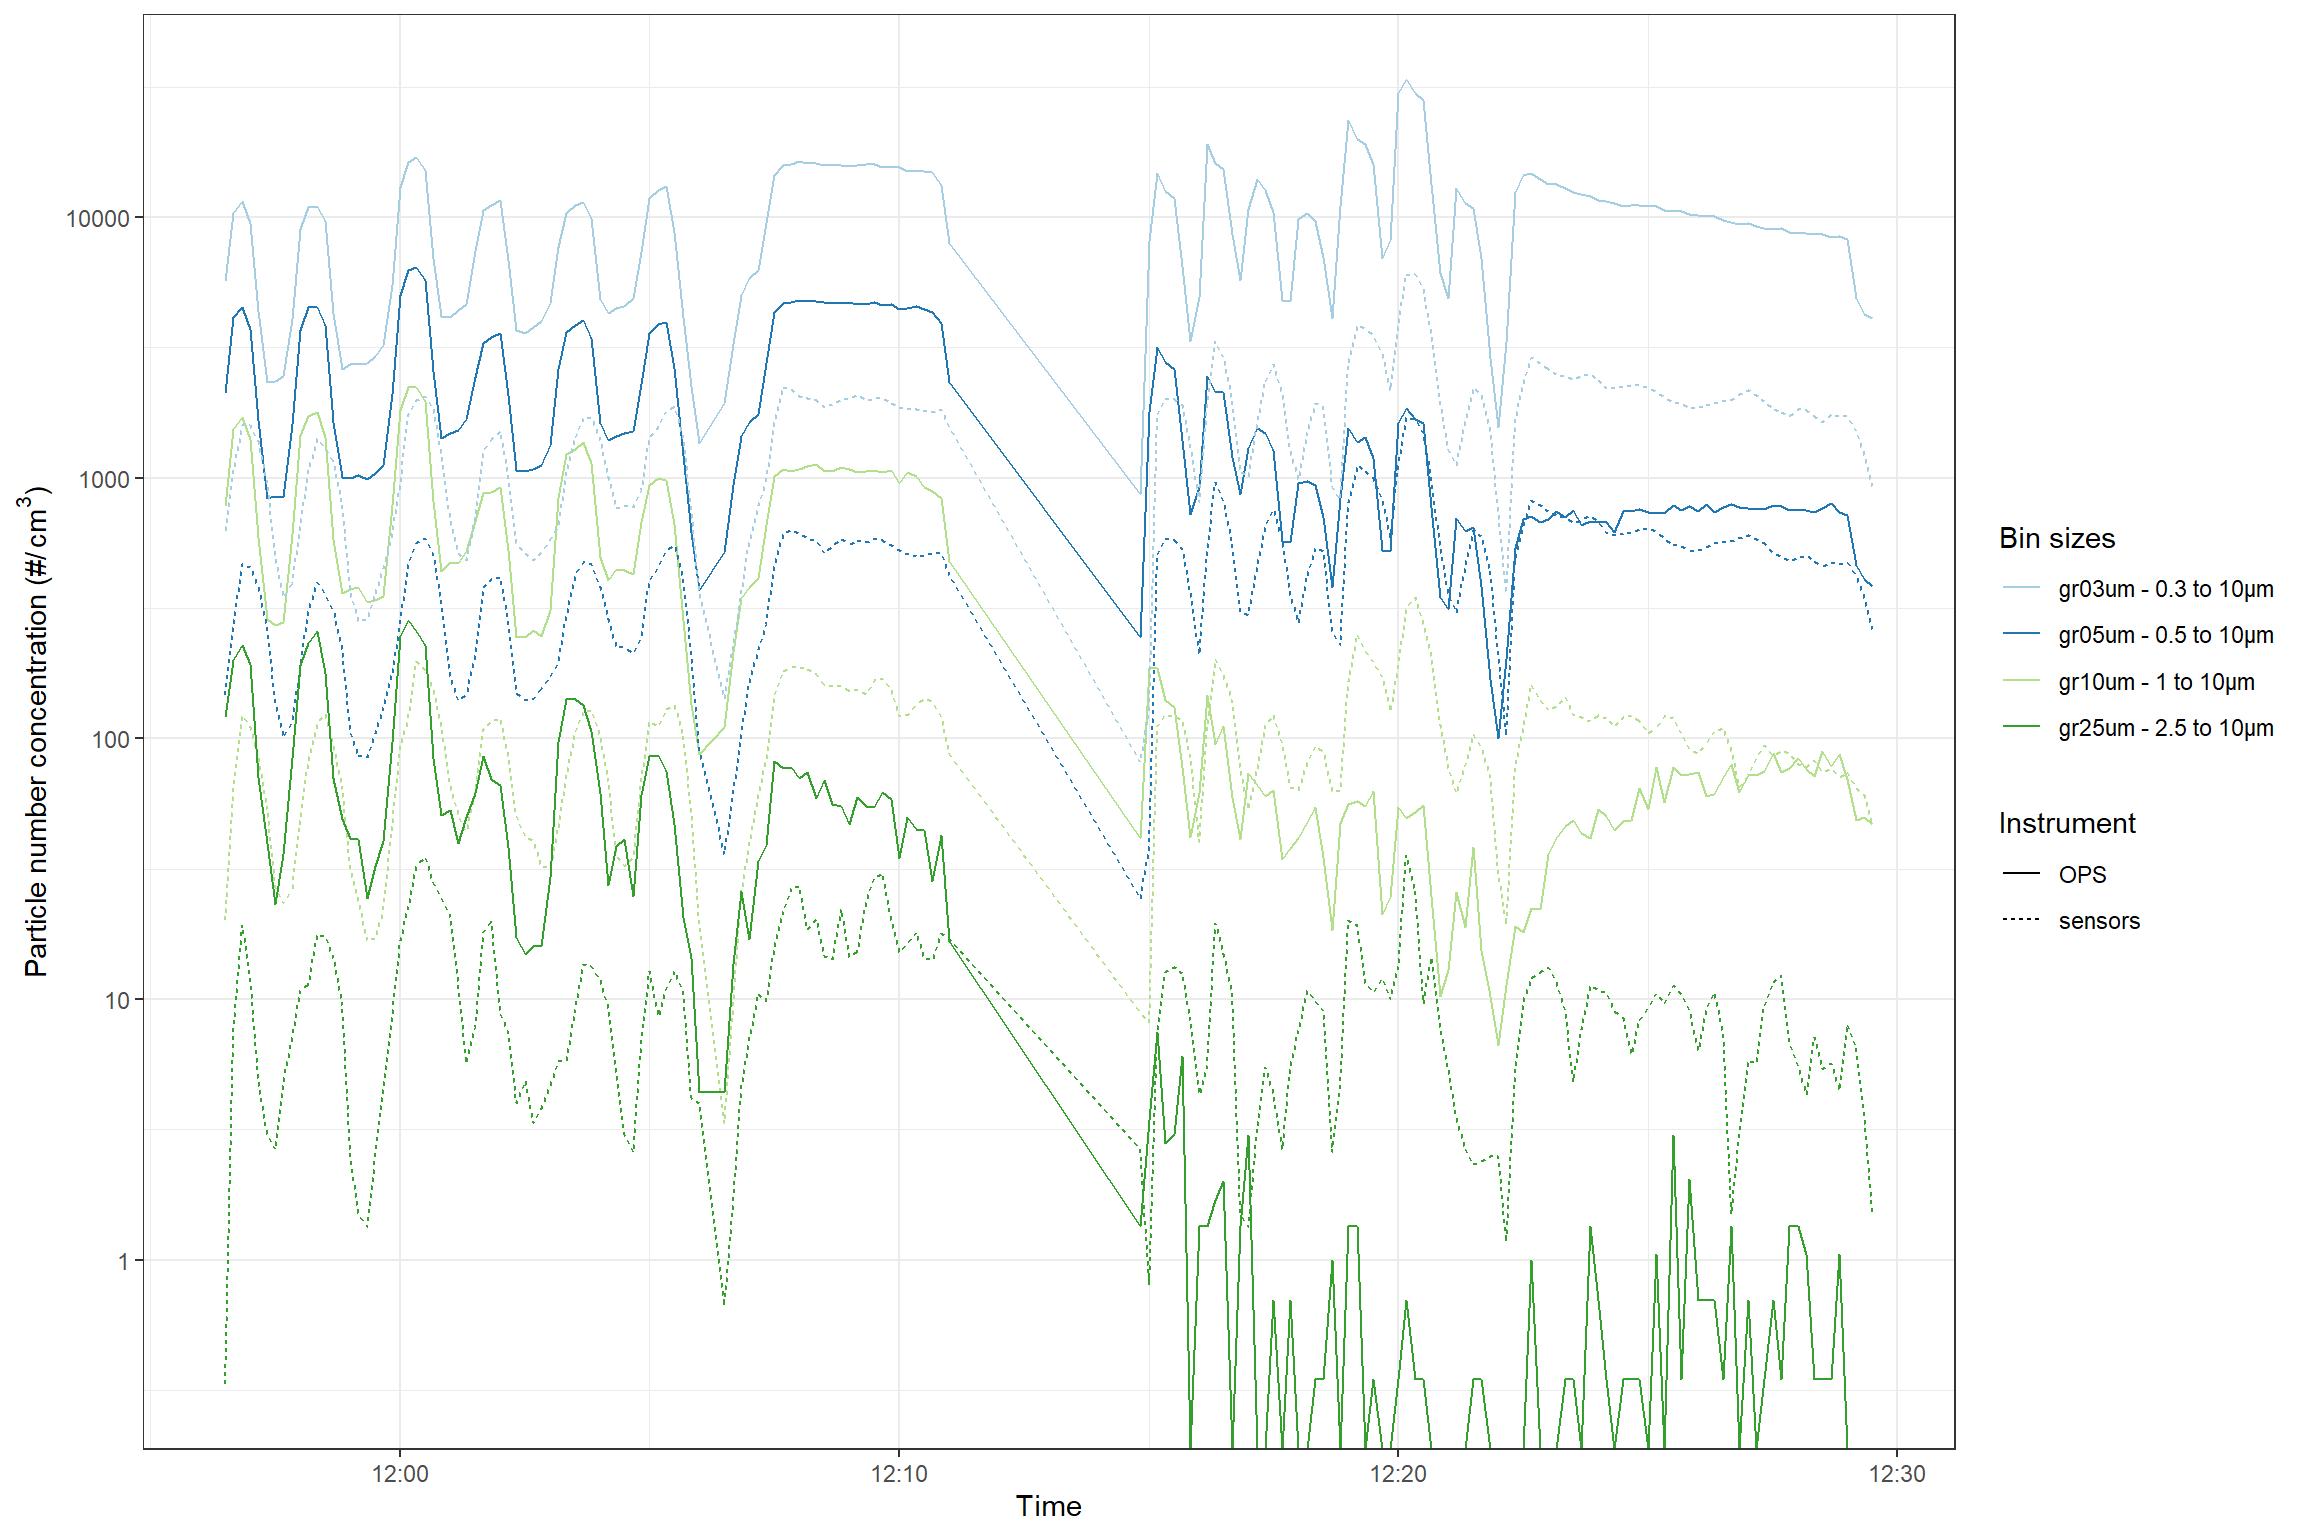 Particle number concentration (#/cm³)
10000
1000
100
10
1
12:00
12:10
12:20
12:30
Time
Bin sizes
gr03um - 0.3 to 10µm
gr05um - 0.5 to 10µm
gr10um - 1 to 10µm
gr25um - 2.5 to 10µm
Instrument
OPS
sensors